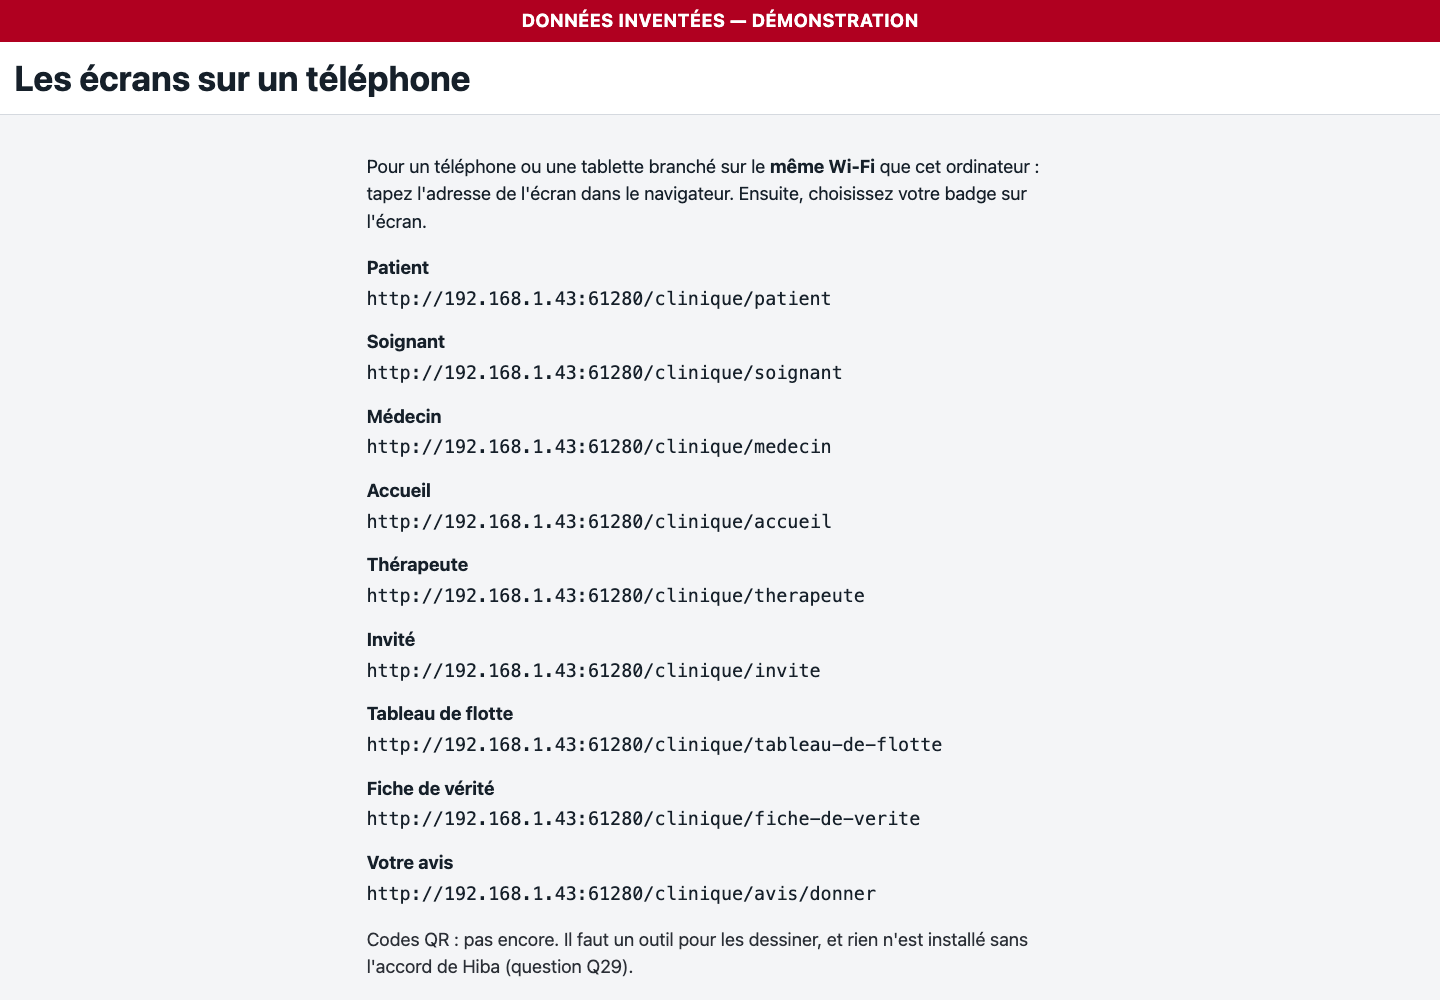 DONNÉES INVENTÉES — DÉMONSTRATION
Les écrans sur un téléphone
Pour un téléphone ou une tablette branché sur le même Wi-Fi que cet ordinateur :
tapez l'adresse de l'écran dans le navigateur. Ensuite, choisissez votre badge sur
l'écran.
Patient
http://192.168.1.43:61280/clinique/patient
Soignant
http://192.168.1.43:61280/clinique/soignant
Médecin
http://192.168.1.43:61280/clinique/medecin
Accueil
http://192.168.1.43:61280/clinique/accueil
Thérapeute
http://192.168.1.43:61280/clinique/therapeute
Invité
http://192.168.1.43:61280/clinique/invite
Tableau de flotte
http://192.168.1.43:61280/clinique/tableau-de-flotte
Fiche de vérité
http://192.168.1.43:61280/clinique/fiche-de-verite
Votre avis
http://192.168.1.43:61280/clinique/avis/donner
Codes QR : pas encore. Il faut un outil pour les dessiner, et rien n'est installé sans
l'accord de Hiba (question Q29).